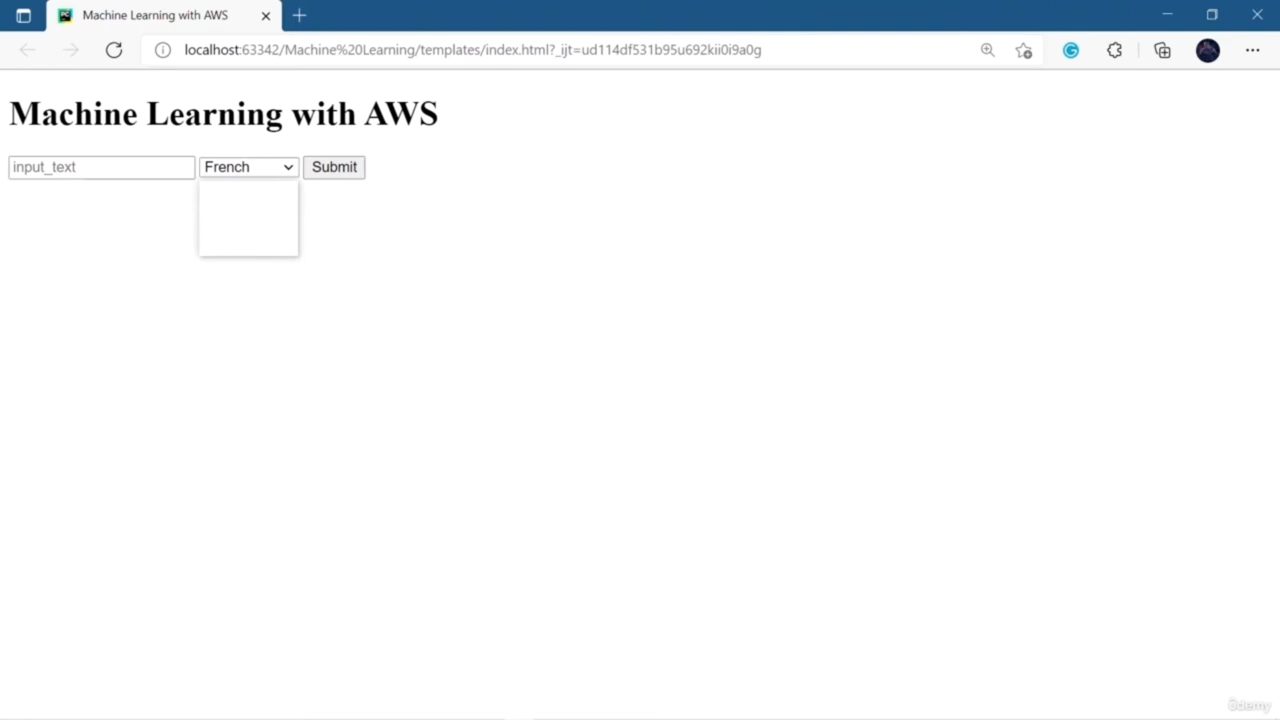 Machine Learning with AWS
localhost:63342/Machine%20Learning/templates/index.html?_ijt=ud114df531b95u692kii0i9a0g
Machine Learning with AWS
input_text French Submit
ûdemy